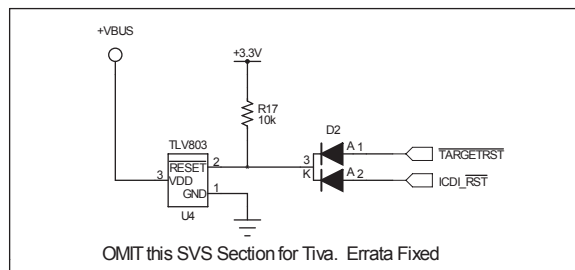 +VBUS
+3.3V
R17
10k
D2
TLV803
RESET
2
3
VDD
GND
1
U4
3
K
A 1
A 2
TARGETRST
ICDI_RST
OMIT this SVS Section for Tiva. Errata Fixed